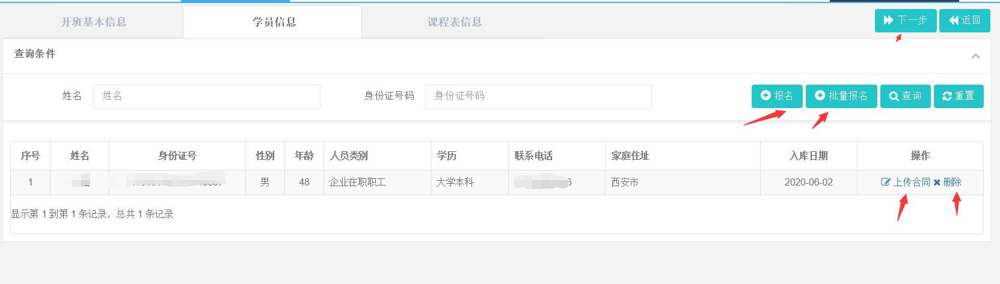 开班基本信息 学员信息 课程表信息 下一步 返回
查询条件
姓名 姓名 身份证号码 身份证号码 报名 批量报名 查询 重置
序号 姓名 身份证号 性别 年龄 人员类别 学历 联系电话 家庭住址 入库日期 操作
1 男 48 企业在职职工 大学本科 6 西安市 2020-06-02 上传合同 删除
显示第 1 到第 1 条记录，总共 1 条记录